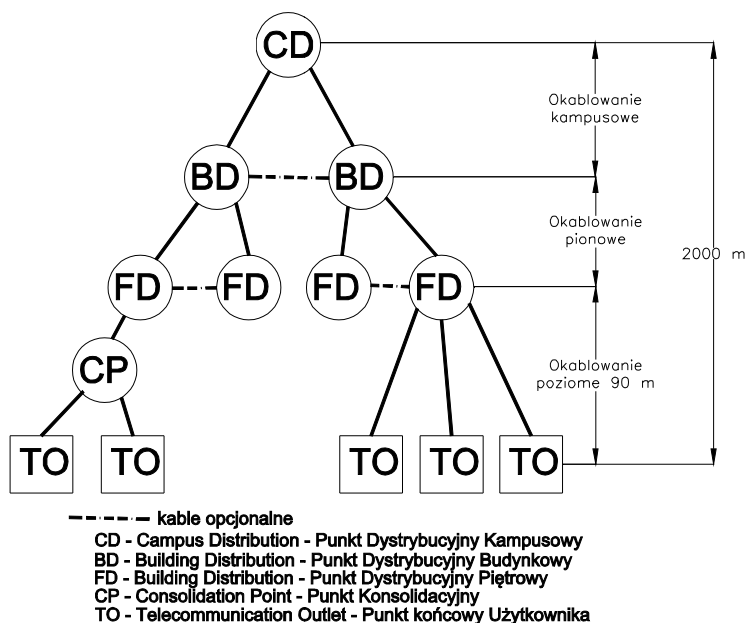 CD
Okablowanie
kampusowe
BD BD
Okablowanie
pionowe
2000 m
FD FD FD FD
CP
Okablowanie
poziome 90 m
TO TO TO TO TO
kable opcjonalne
CD - Campus Distribution - Punkt Dystrybucyjny Kampusowy
BD - Building Distribution - Punkt Dystrybucyjny Budynkowy
FD - Building Distribution - Punkt Dystrybucyjny Piętrowy
CP - Consolidation Point - Punkt Konsolidacyjny
TO - Telecommunication Outlet - Punkt końcowy Użytkownika